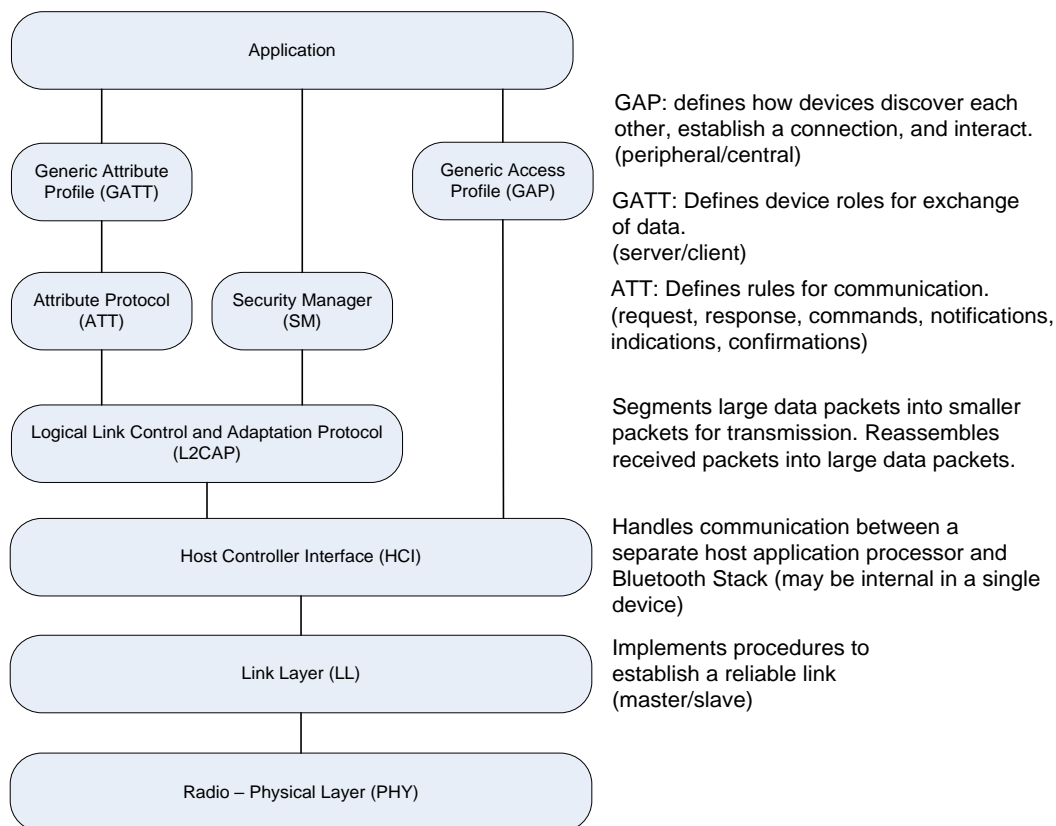 Application
GAP: defines how devices discover each
other, establish a connection, and interact.
(peripheral/central)
Generic Attribute
Profile (GATT)
Generic Access
Profile (GAP)
GATT: Defines device roles for exchange
of data.
(server/client)
Attribute Protocol
(ATT)
Security Manager
(SM)
ATT: Defines rules for communication.
(request, response, commands, notifications,
indications, confirmations)
Logical Link Control and Adaptation Protocol
(L2CAP)
Segments large data packets into smaller
packets for transmission. Reassembles
received packets into large data packets.
Host Controller Interface (HCI)
Handles communication between a
separate host application processor and
Bluetooth Stack (may be internal in a single
device)
Link Layer (LL)
Implements procedures to
establish a reliable link
(master/slave)
Radio – Physical Layer (PHY)